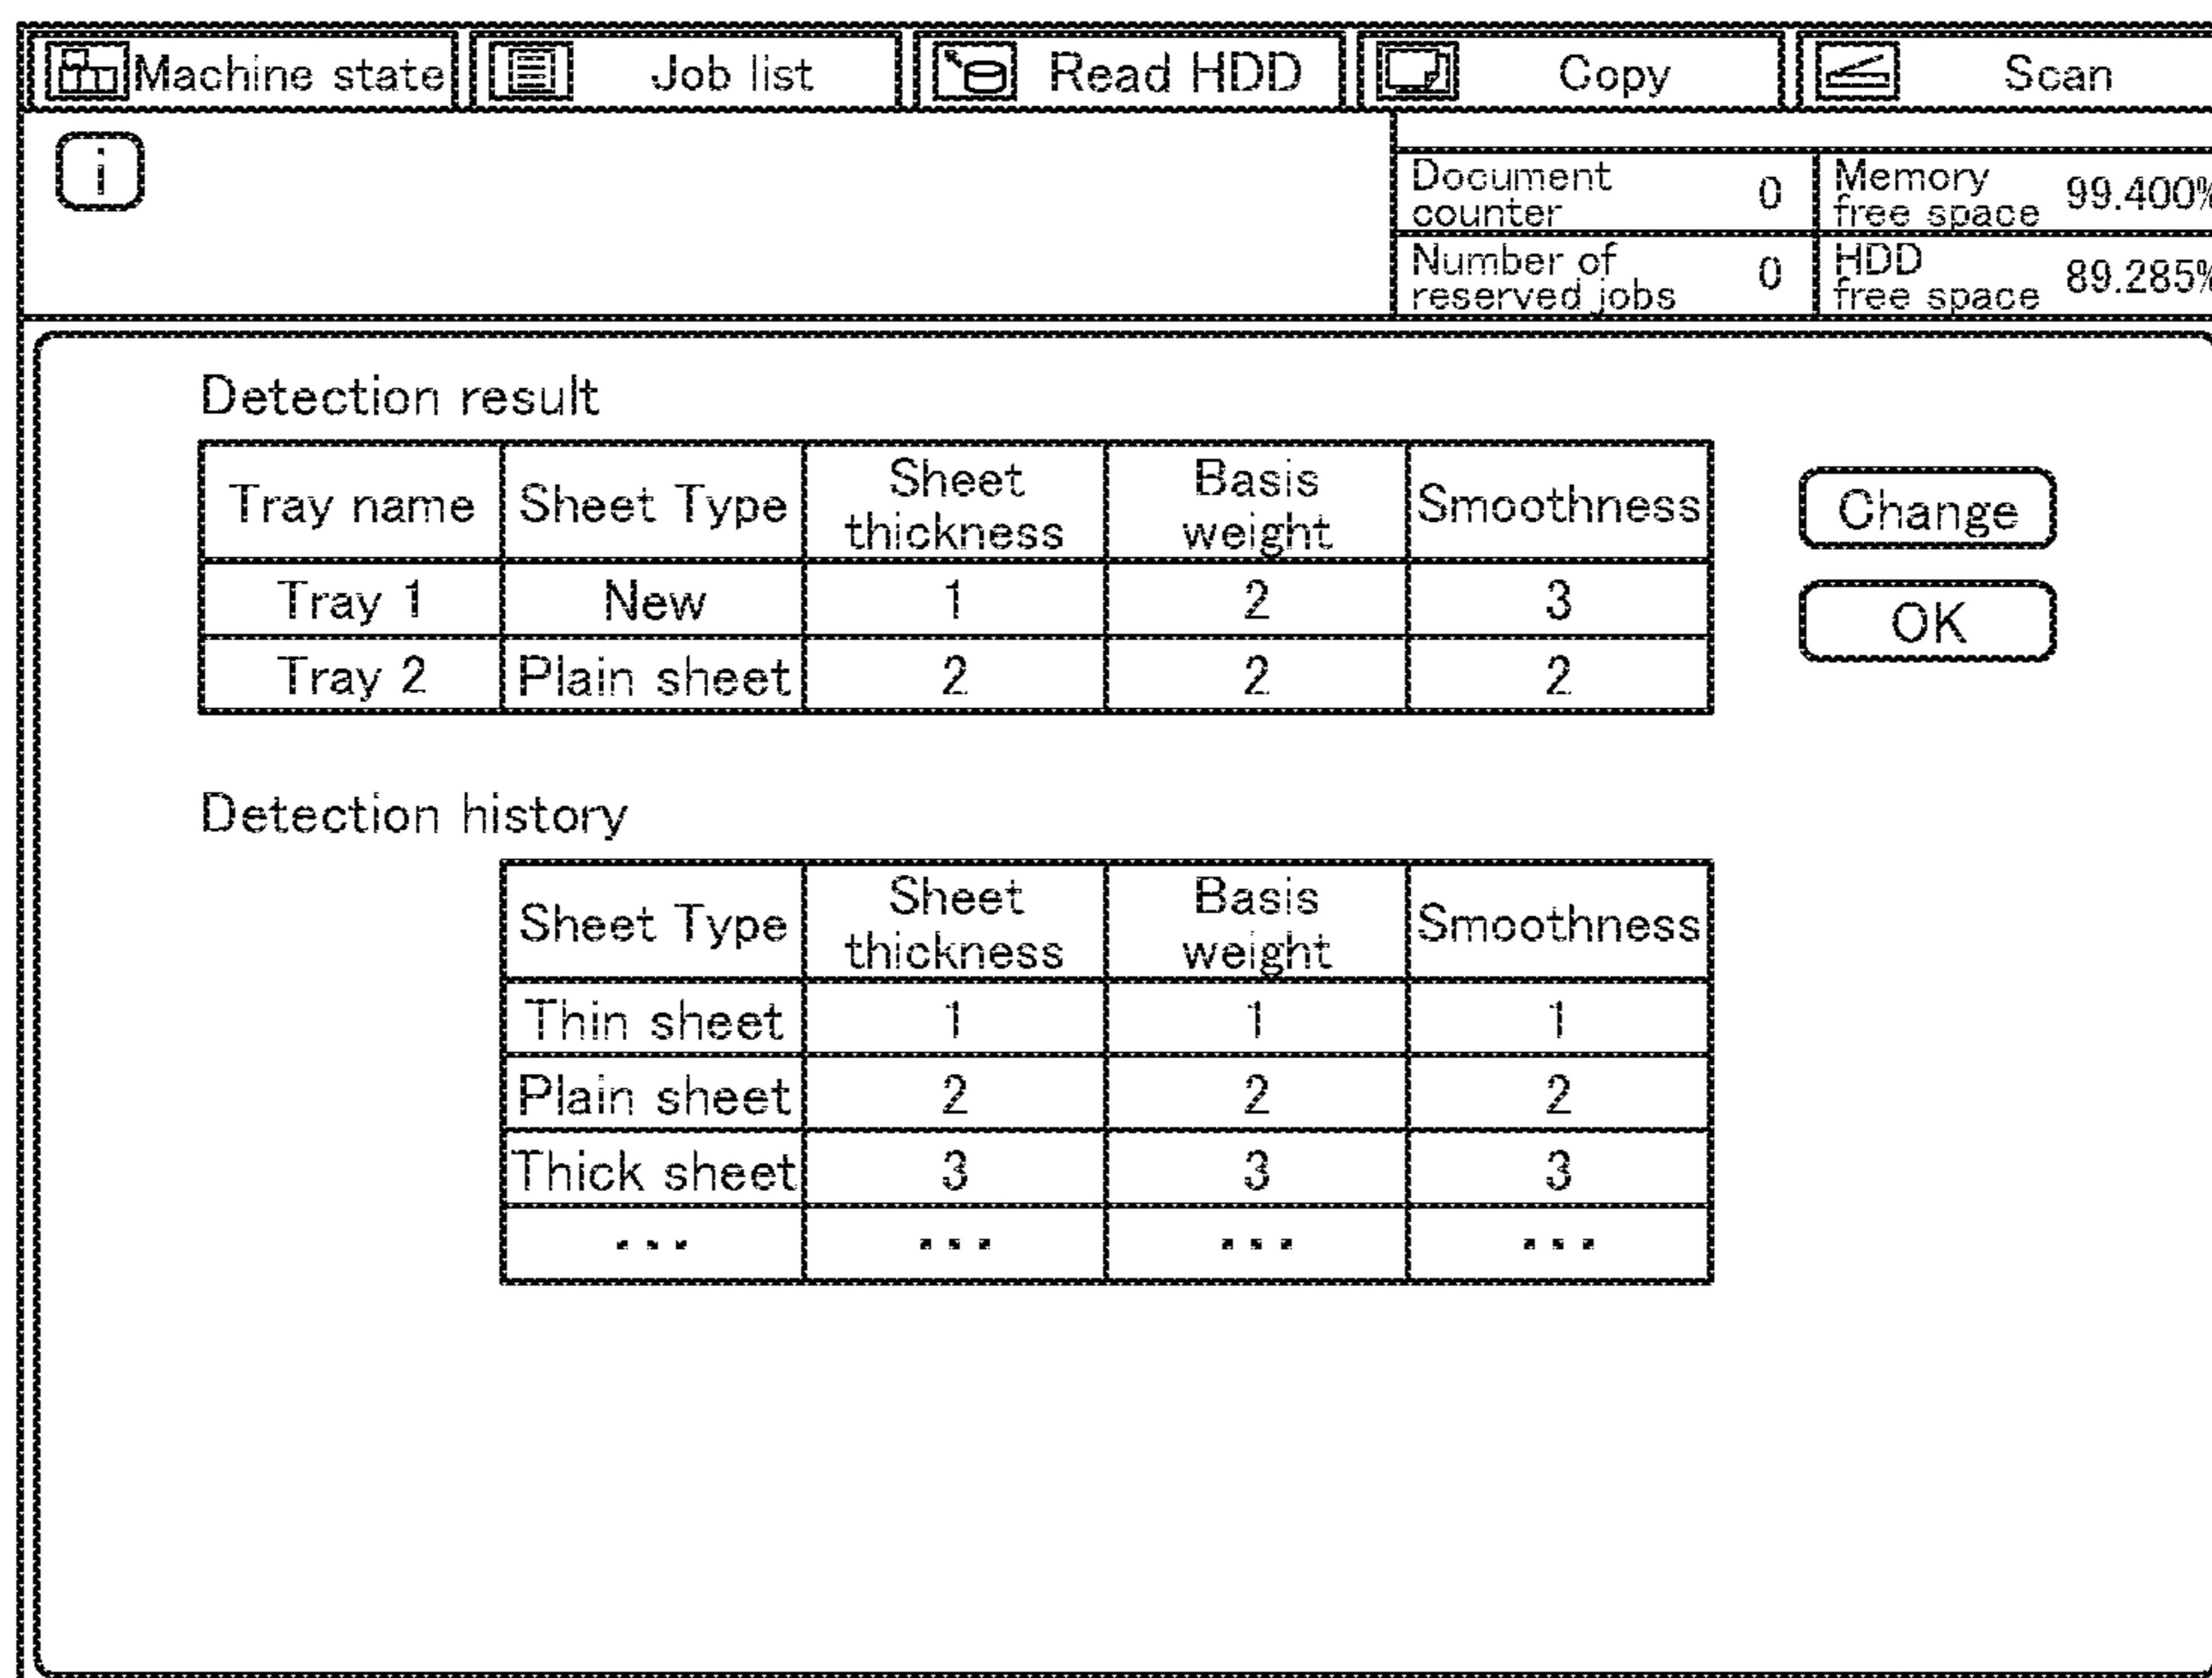 Machine state Job list Read HDD Copy Scan
i
Document counter 0 Memory free space 99.400%
Number of reserved jobs 0 HDD free space 89.285%
Detection result
Tray name Sheet Type Sheet thickness Basis weight Smoothness
Tray 1 New 1 2 3
Tray 2 Plain sheet 2 2 2
Change
OK
Detection history
Sheet Type Sheet thickness Basis weight Smoothness
Thin sheet 1 1 1
Plain sheet 2 2 2
Thick sheet 3 3 3
... ... ... ...